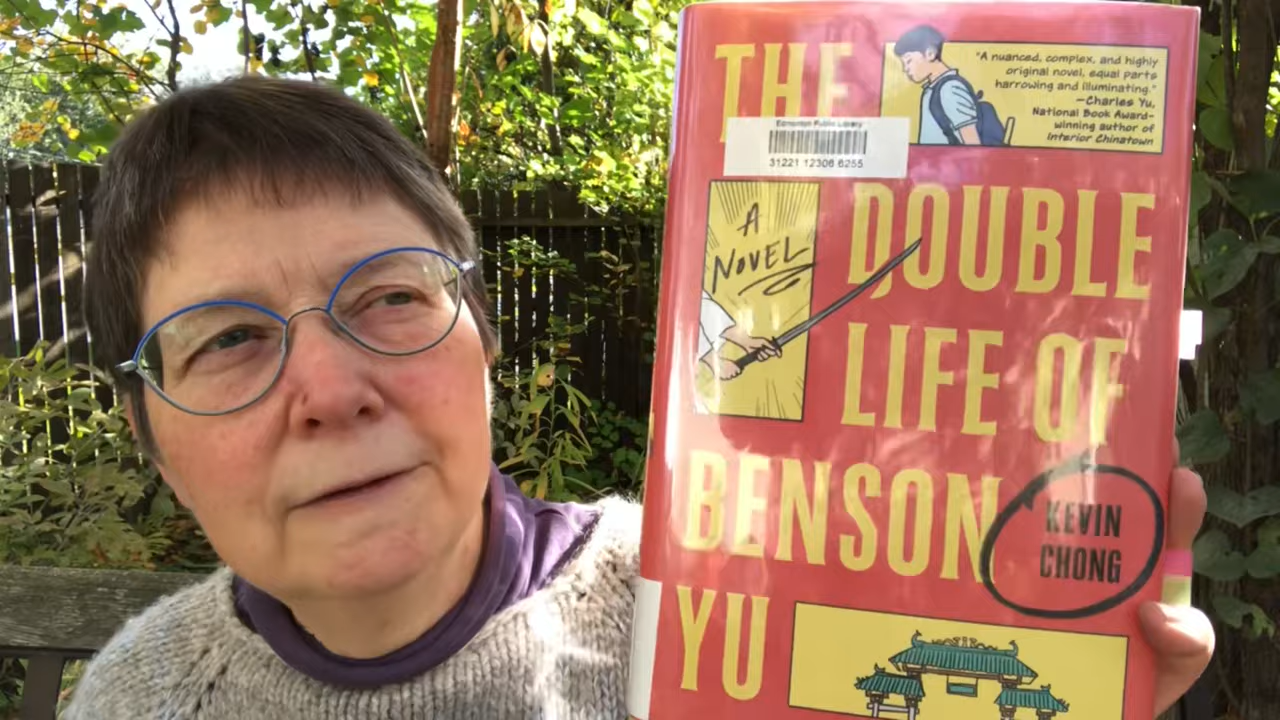 THE
"A nuanced, complex, and highly
original novel, equal parts
harrowing and illuminating."
—Charles Yu,
National Book Award–
winning author of
Interior Chinatown
Edmonton Public Library
31221 12306 6255
A
NOVEL
DOUBLE
LIFE OF
BENSON
YU
KEVIN
CHONG